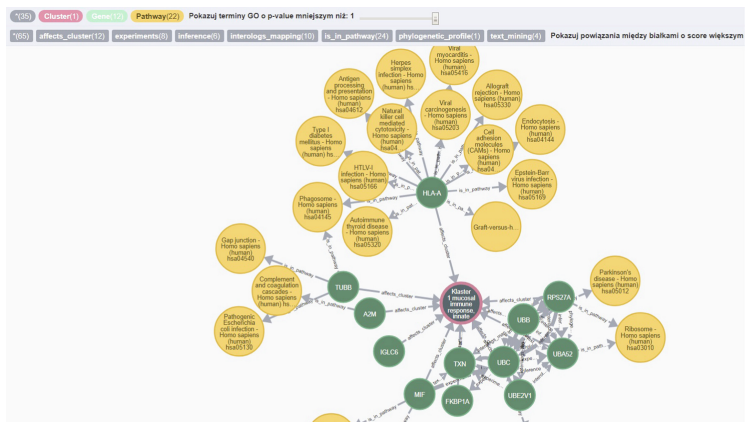 *(35) Cluster(1) Gene(13) Pathway(22) Pokazuj terminy GO o p-value mniejszym niż: 1
*(65) affects_cluster(12) experiments(8) inference(6) interologs_mapping(10) is_in_pathway(24) phylogenetic_profile(1) text_mining(4) Pokazuj powiązania między białkami o score większym
Viral
myocarditis -
Homo sapiens
(human)
hsa05416
Herpes
simplex
infection - Homo
sapiens
(human) hs...
Antigen
processing
and presentation
- Homo sapiens
(human)
hsa04612
Allograft
rejection - Homo
sapiens
(human)
hsa05330
Viral
carcinogenesis -
Homo sapiens
(human)
hsa05203
Natural
killer cell
mediated
cytotoxicity -
Homo sapiens
(human)
hsa04...
Endocytosis -
Homo sapiens
(human)
hsa04144
Cell
adhesion
molecules
(CAMs) - Homo
sapiens
(human)
hsa04...
Type I
diabetes
mellitus - Homo
sapiens
(human) hs...
HTLV-I
infection - Homo
sapiens
(human)
hsa05166
Epstein-Barr
virus infection -
Homo sapiens
(human)
hsa05169
HLA-A
is_in_pathway
is_in_pathway
Phagosome -
Homo sapiens
(human)
hsa04145
Autoimmune
thyroid disease
- Homo sapiens
(human)
hsa05320
Graft-versus-h...
is_in_pa...
affects_cluster
Gap junction -
Homo sapiens
(human)
hsa04540
is_in_pathway
Complement
and coagulation
cascades -
Homo sapiens
(human) hs...
TUBB
affects_cluster
Klaster
1 mucosal
immune
response,
innate
affects_cluster
RPS27A
Parkinson's
disease - Homo
sapiens
(human)
hsa05012
Pathogenic
Escherichia
coli infection -
Homo sapiens
(human)
hsa05130
A2M
affects_cluster
UBB
Ribosome -
Homo sapiens
(human)
hsa03010
IGLC6
UBA52
is_in_path...
TXN
UBC
MIF
FKBP1A
UBE2V1
is_in_pathway